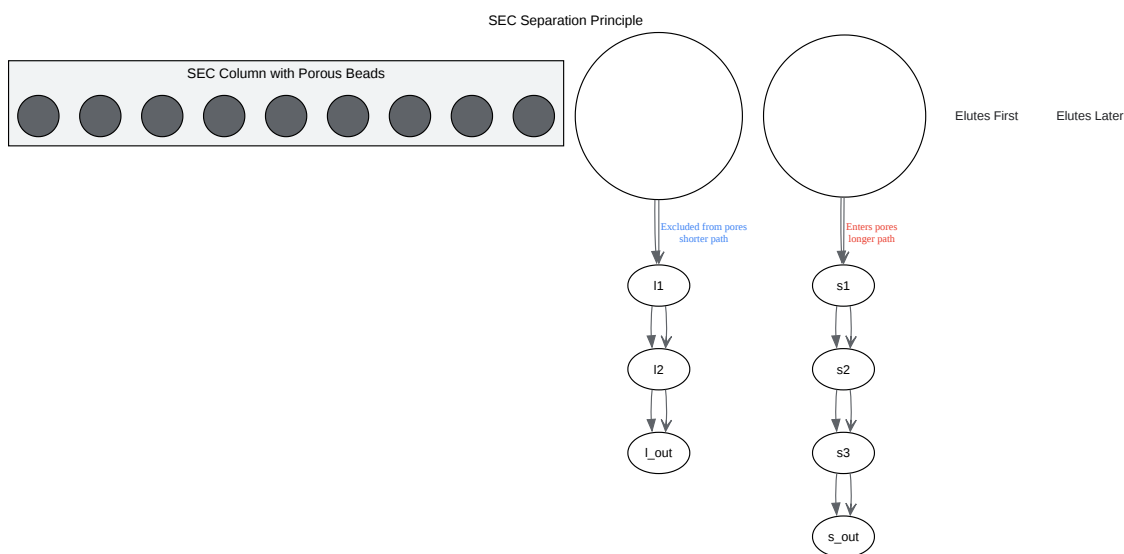 SEC Separation Principle
SEC Column with Porous Beads
Elutes First
Elutes Later
Excluded from pores
shorter path
Enters pores
longer path
l1
s1
l2
s2
l_out
s3
s_out